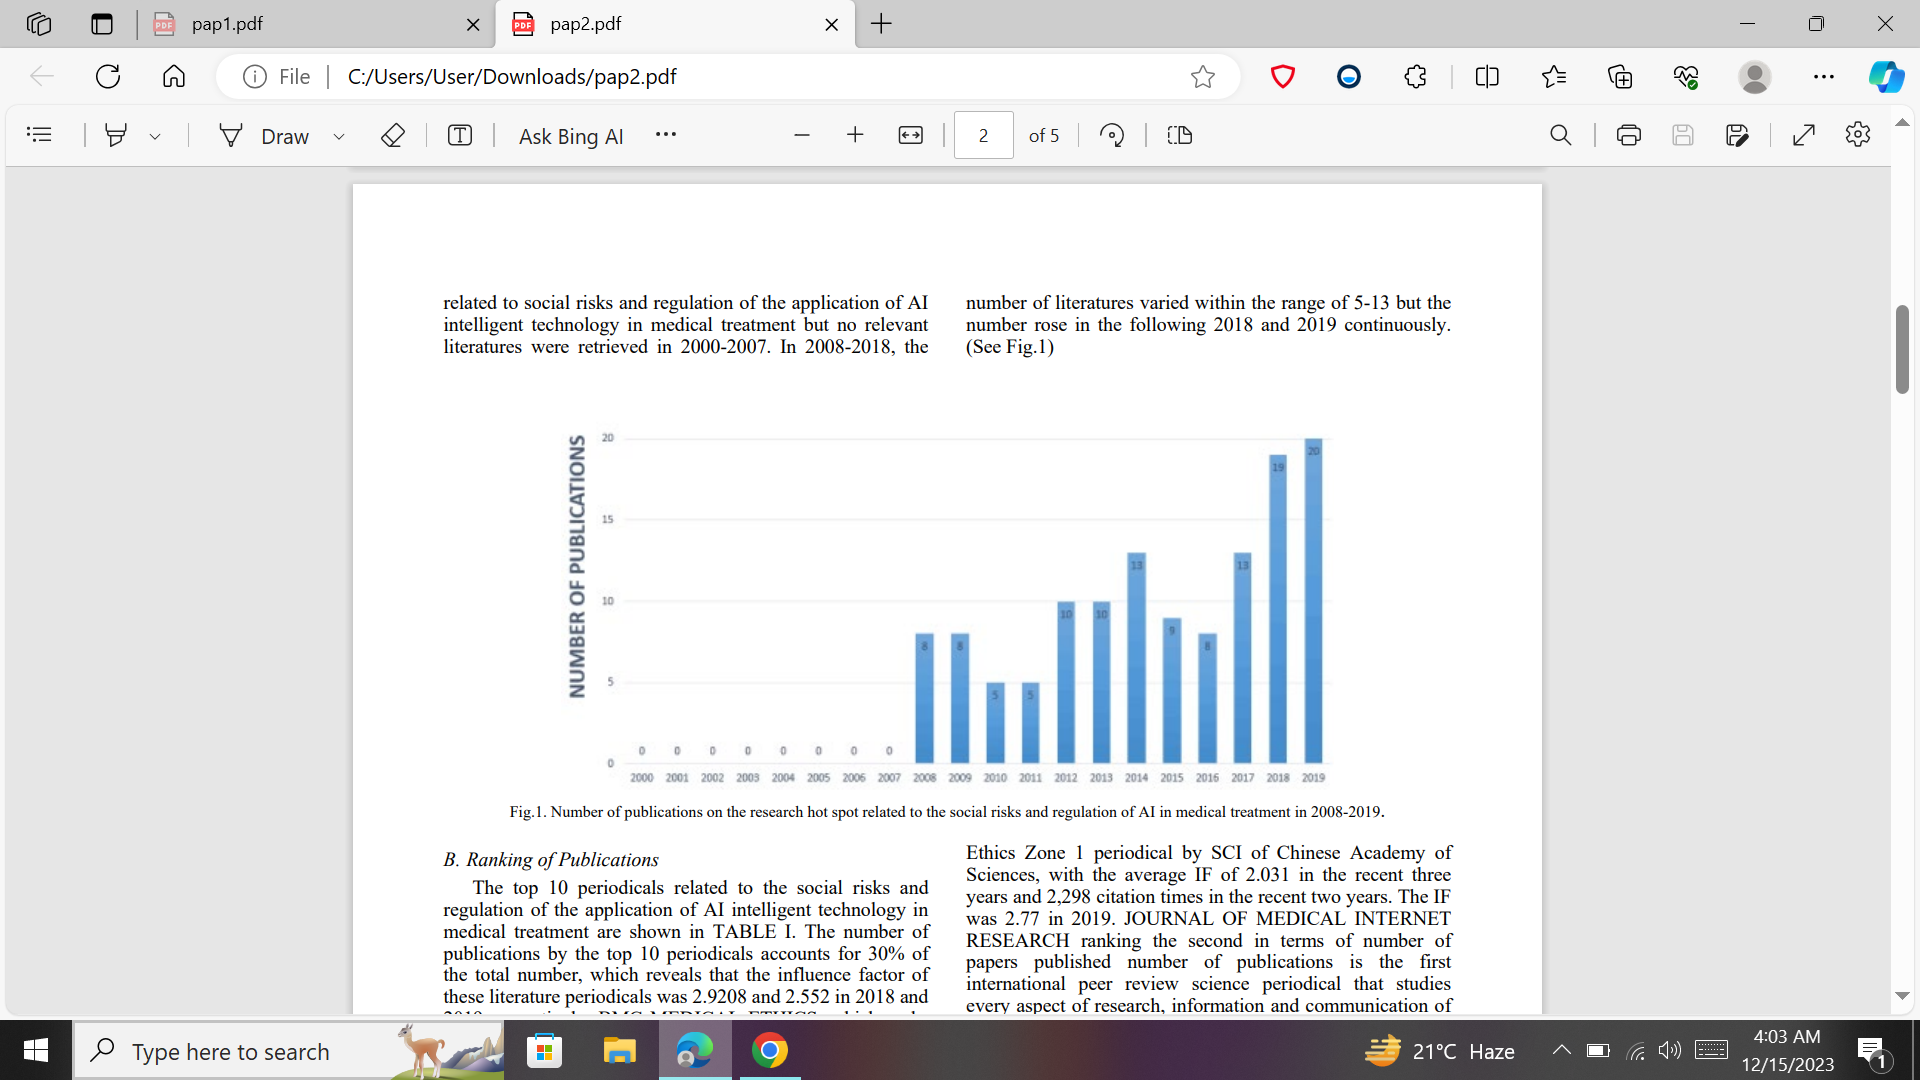 pap1.pdf
pap2.pdf
File
C:/Users/User/Downloads/pap2.pdf
Draw
Ask Bing AI
2
of 5
related to social risks and regulation of the application of AI
intelligent technology in medical treatment but no relevant
literatures were retrieved in 2000-2007. In 2008-2018, the
number of literatures varied within the range of 5-13 but the
number rose in the following 2018 and 2019 continuously.
(See Fig.1)
NUMBER OF PUBLICATIONS
20
15
10
5
0
0 0 0 0 0 0 0 0 8 8 5 5 10 10 13 9 8 13 19 20
2000 2001 2002 2003 2004 2005 2006 2007 2008 2009 2010 2011 2012 2013 2014 2015 2016 2017 2018 2019
Fig.1. Number of publications on the research hot spot related to the social risks and regulation of AI in medical treatment in 2008-2019.
B. Ranking of Publications
The top 10 periodicals related to the social risks and
regulation of the application of AI intelligent technology in
medical treatment are shown in TABLE I. The number of
publications by the top 10 periodicals accounts for 30% of
the total number, which reveals that the influence factor of
these literature periodicals was 2.9208 and 2.552 in 2018 and
Ethics Zone 1 periodical by SCI of Chinese Academy of
Sciences, with the average IF of 2.031 in the recent three
years and 2,298 citation times in the recent two years. The IF
was 2.77 in 2019. JOURNAL OF MEDICAL INTERNET
RESEARCH ranking the second in terms of number of
papers published number of publications is the first
international peer review science periodical that studies
every aspect of research, information and communication of
Type here to search
21°C Haze
4:03 AM
12/15/2023
1